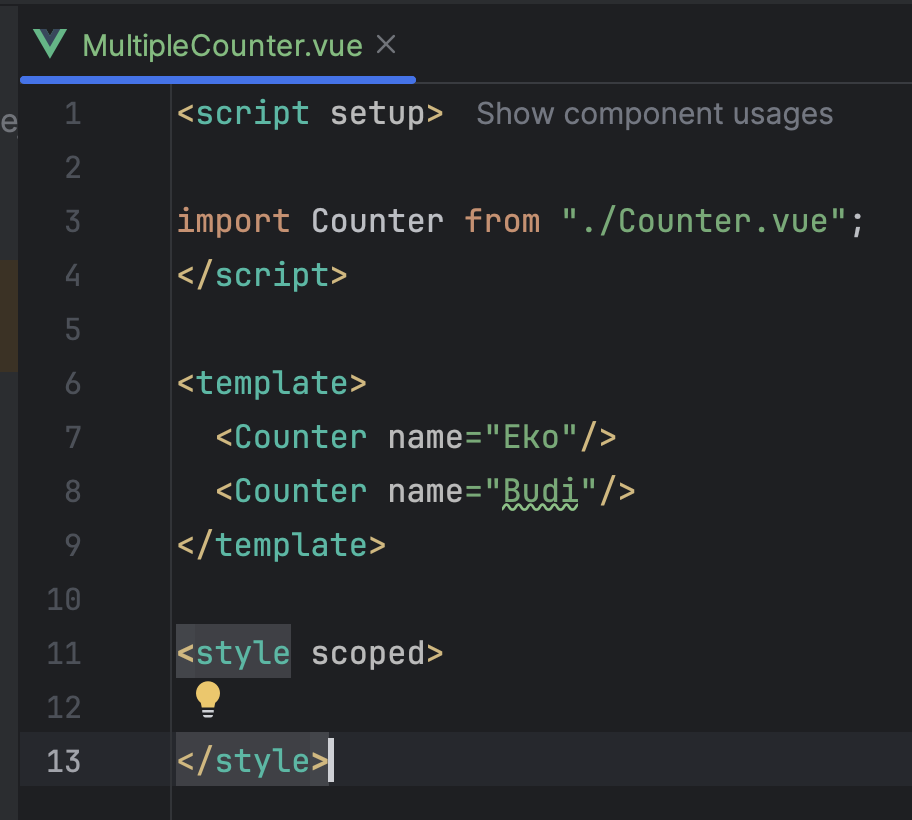 MultipleCounter.vue
1 <script setup> Show component usages
2
3 import Counter from "./Counter.vue";
4 </script>
5
6 <template>
7 <Counter name="Eko"/>
8 <Counter name="Budi"/>
9 </template>
10
11 <style scoped>
12
13 </style>